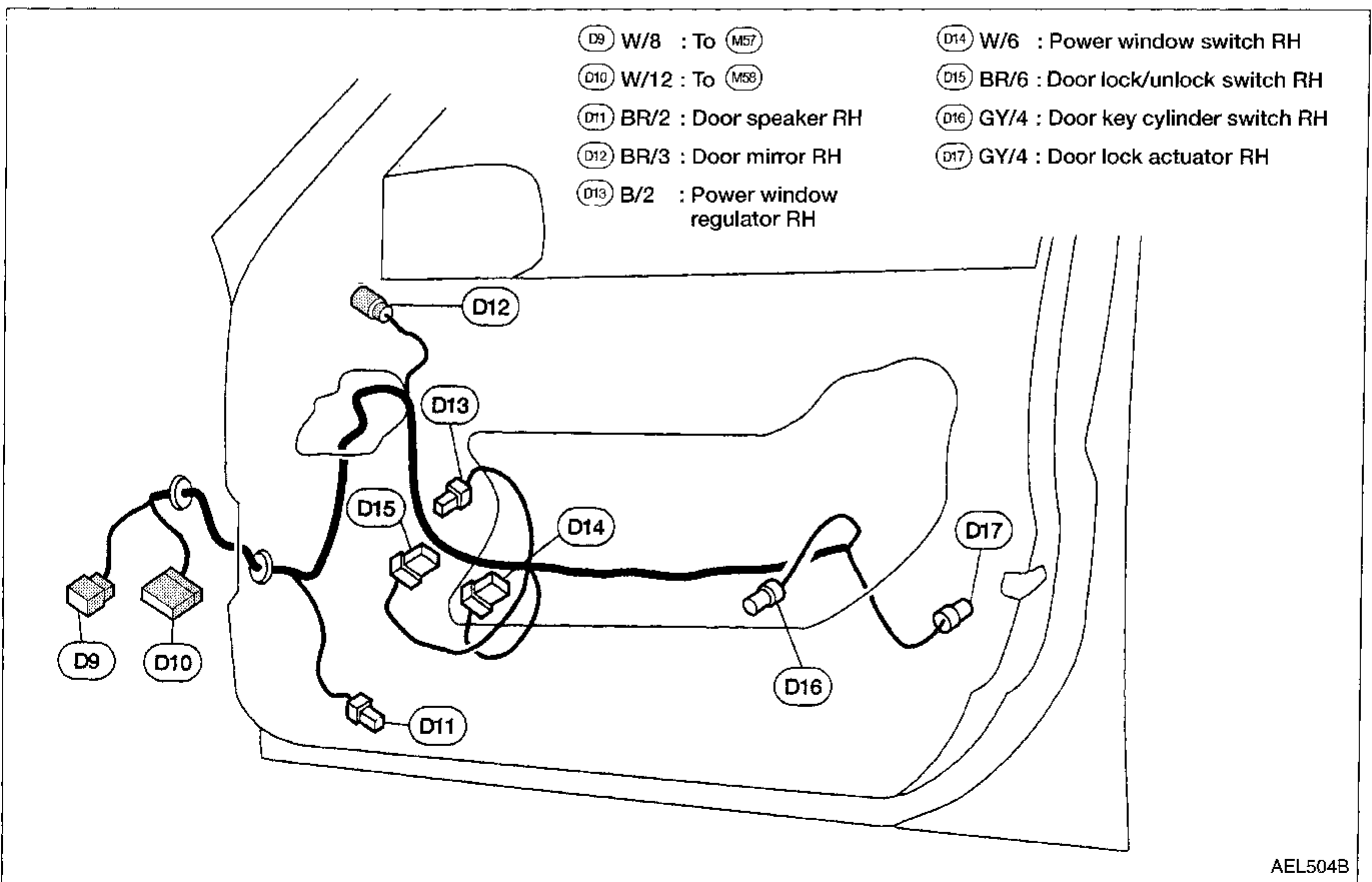 D9 W/8 : To M57
D10 W/12 : To M58
D11 BR/2 : Door speaker RH
D12 BR/3 : Door mirror RH
D13 B/2 : Power window
regulator RH
D14 W/6 : Power window switch RH
D15 BR/6 : Door lock/unlock switch RH
D16 GY/4 : Door key cylinder switch RH
D17 GY/4 : Door lock actuator RH
D12
D13
D15
D14
D17
D9
D10
D16
D11
AEL504B